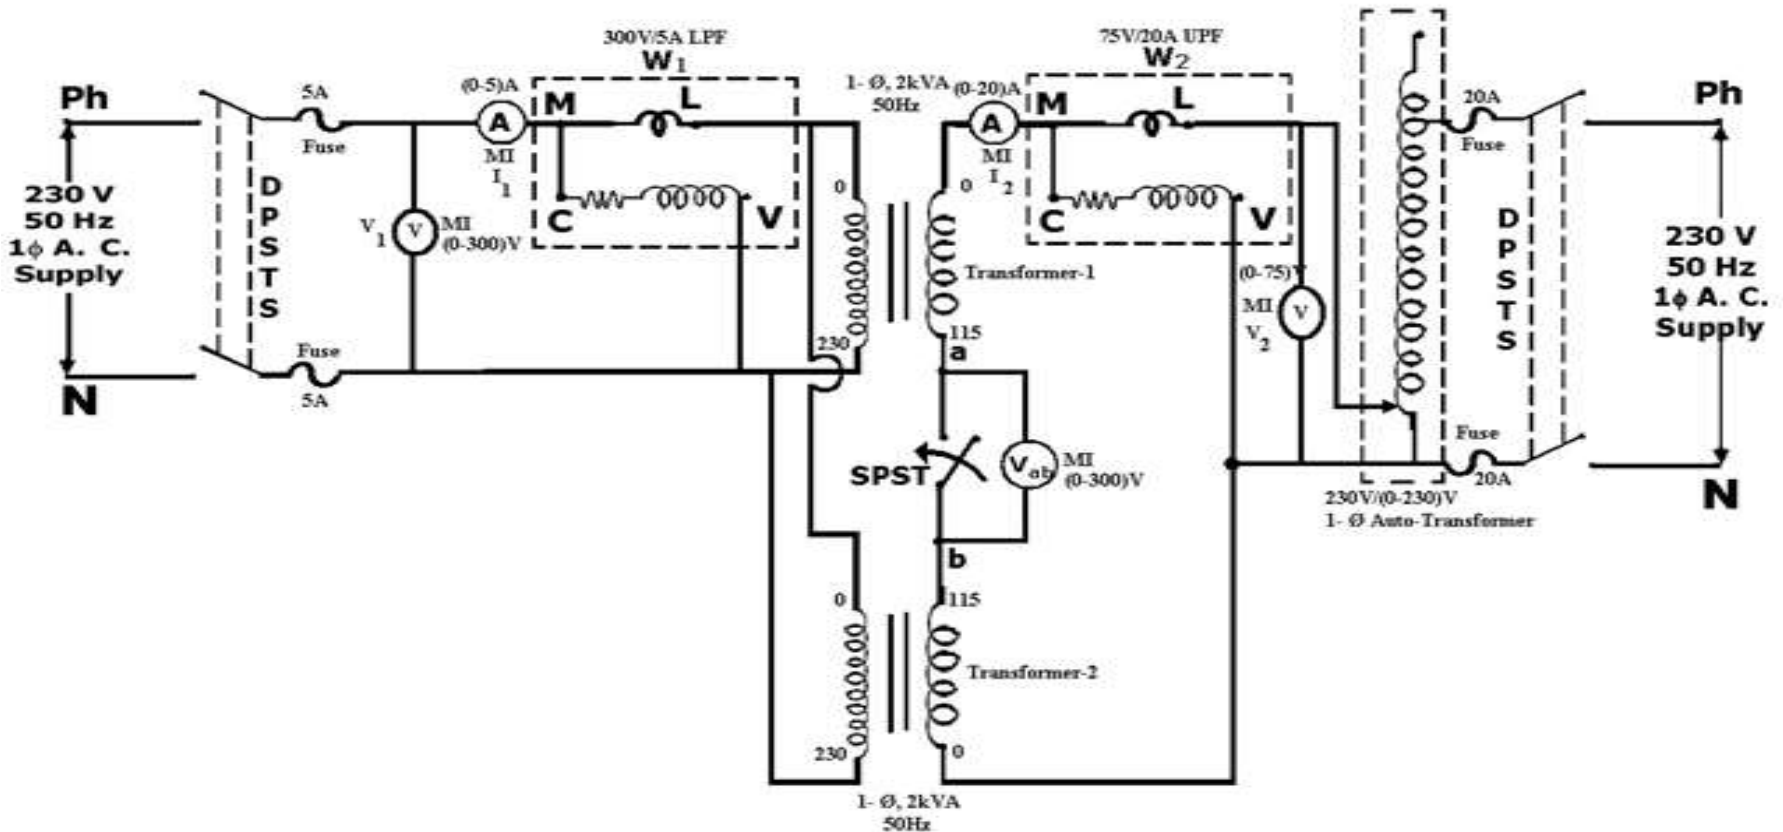 300V/5A LPF
W1
75V/20A UPF
W2
Ph
5A
Fuse
(0-5)A
A
MI
I1
M
L
C
V
1- Ø, 2kVA
50Hz
(0-20)A
A
MI
I2
M
L
C
V
20A
Fuse
Ph
230 V
50 Hz
1ϕ A. C.
Supply
DPSTS
V1
V
MI
(0-300)V
0
230
0
115
Transformer-1
a
(0-75)V
MI
V2
V
DPSTS
230 V
50 Hz
1ϕ A. C.
Supply
N
Fuse
5A
SPST
Vab
MI
(0-300)V
b
Fuse
20A
N
230V/(0-230)V
1- Ø Auto-Transformer
0
230
115
0
Transformer-2
1- Ø, 2kVA
50Hz